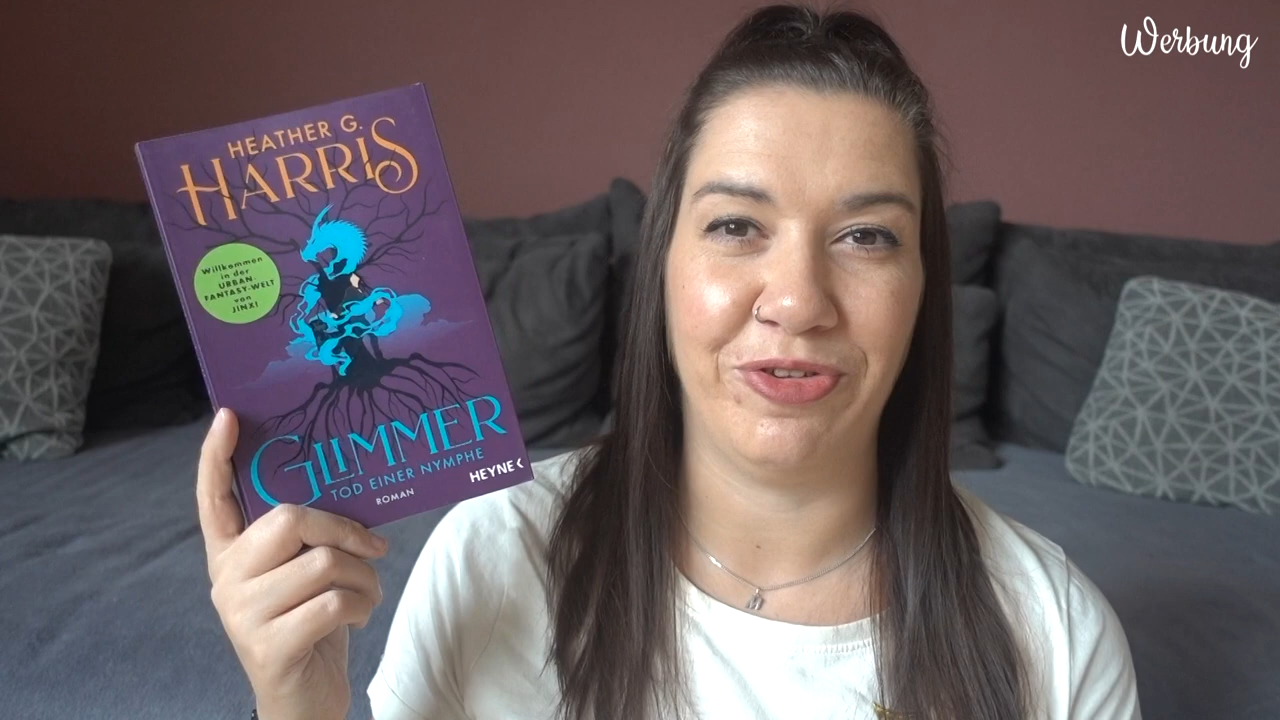 Werbung
HEATHER G.
HARRIS
Willkommen
in der
URBAN-
FANTASY-WELT
von
JINX!
GLIMMER
TOD EINER NYMPHE
ROMAN
HEYNE<